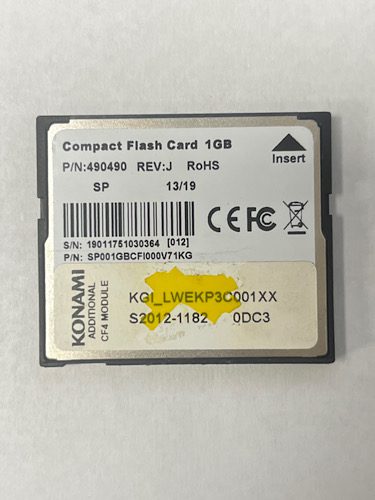 Compact Flash Card 1GB
P/N:490490 REV:J RoHS
SP 13/19
Insert
CE FC
S/N: 19011751030364 [012]
P/N: SP001GBCFI000V71KG
KONAMI
ADDITIONAL
CF4 MODULE
KGI_LWEKP3C001XX
S2012-1182 0DC3